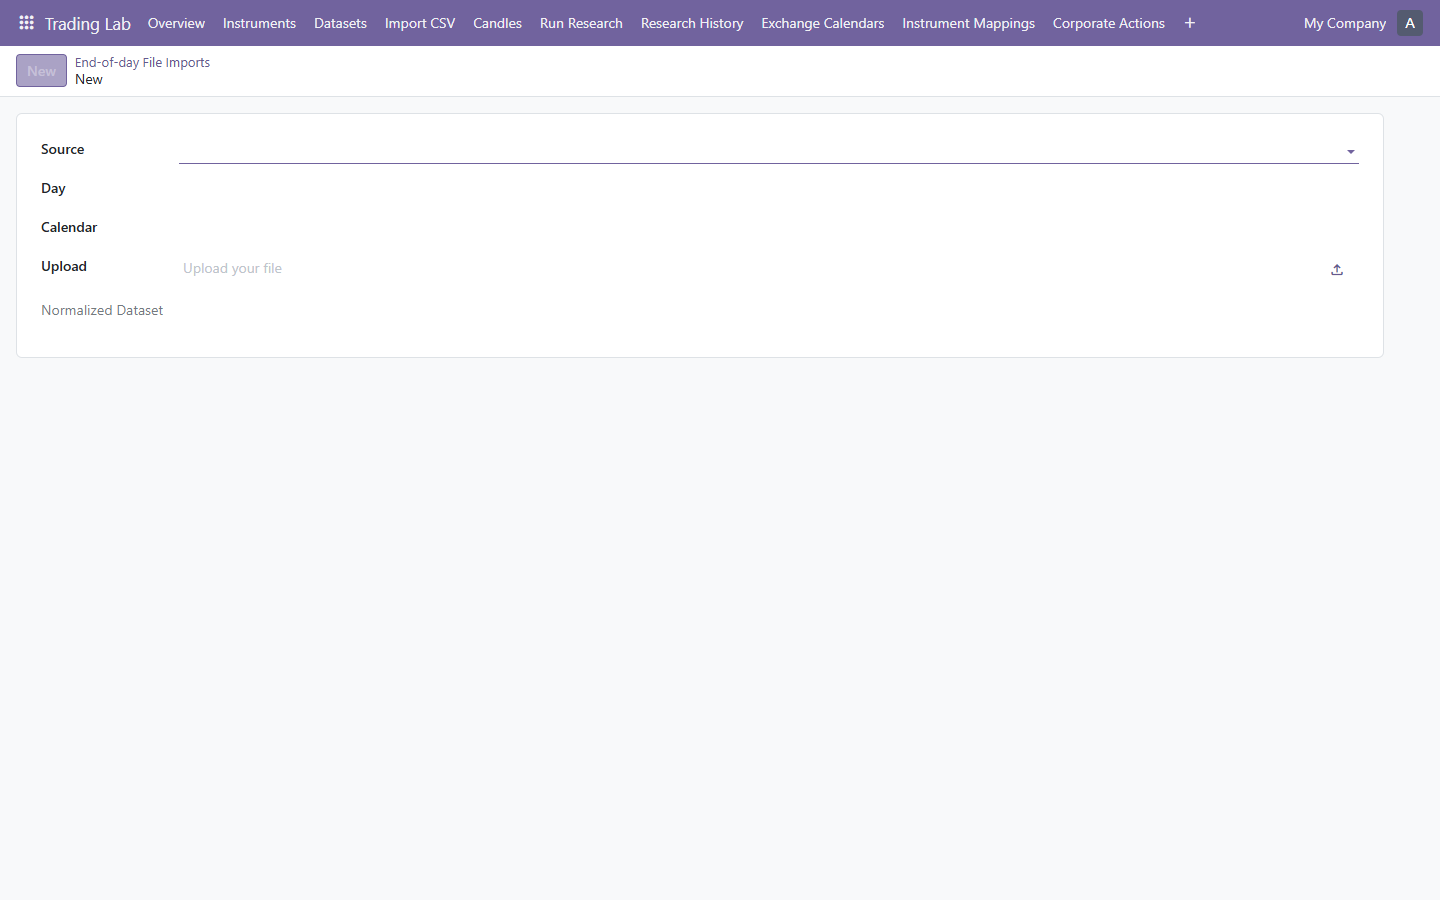 Trading Lab Overview Instruments Datasets Import CSV Candles Run Research Research History Exchange Calendars Instrument Mappings Corporate Actions + My Company A
New
End-of-day File Imports
New
Source
Day
Calendar
Upload Upload your file
Normalized Dataset